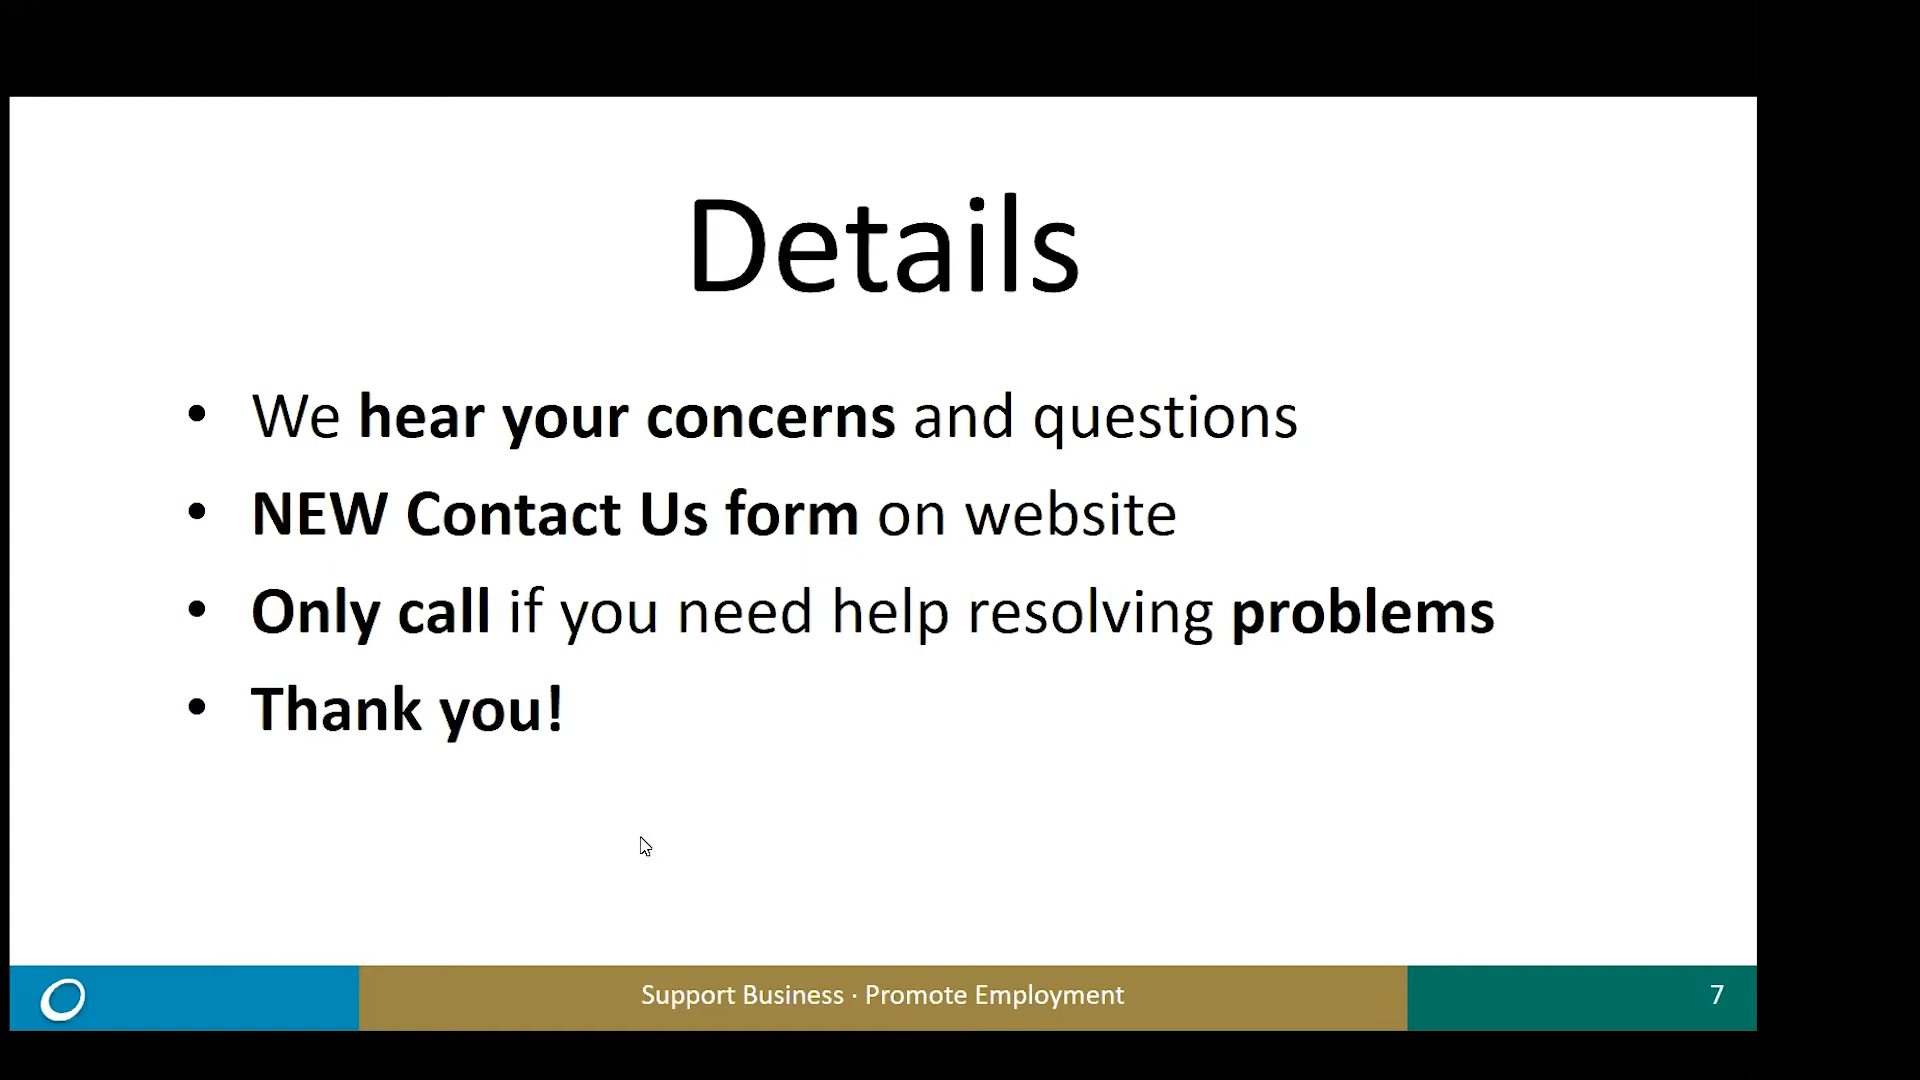 Details
• We hear your concerns and questions
• NEW Contact Us form on website
• Only call if you need help resolving problems
• Thank you!
Support Business · Promote Employment
7